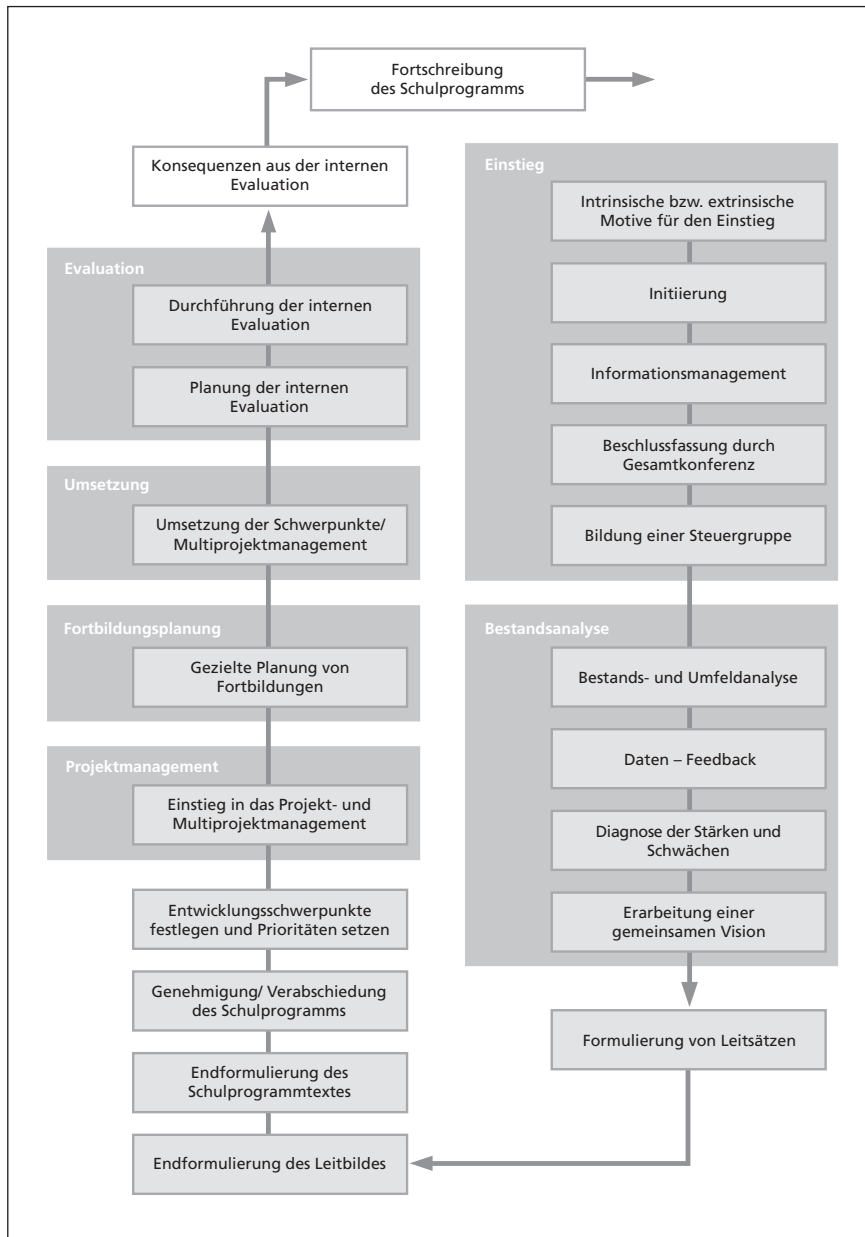 Fortschreibung
des Schulprogramms
Konsequenzen aus der internen
Evaluation
Evaluation
Durchführung der internen
Evaluation
Planung der internen
Evaluation
Umsetzung
Umsetzung der Schwerpunkte/
Multiprojektmanagement
Fortbildungsplanung
Gezielte Planung von
Fortbildungen
Projektmanagement
Einstieg in das Projekt- und
Multiprojektmanagement
Entwicklungsschwerpunkte
festlegen und Prioritäten setzen
Genehmigung/ Verabschiedung
des Schulprogramms
Endformulierung des
Schulprogrammtextes
Endformulierung des Leitbildes
Einstieg
Intrinsische bzw. extrinsische
Motive für den Einstieg
Initiierung
Informationsmanagement
Beschlussfassung durch
Gesamtkonferenz
Bildung einer Steuergruppe
Bestandsanalyse
Bestands- und Umfeldanalyse
Daten – Feedback
Diagnose der Stärken und
Schwächen
Erarbeitung einer
gemeinsamen Vision
Formulierung von Leitsätzen